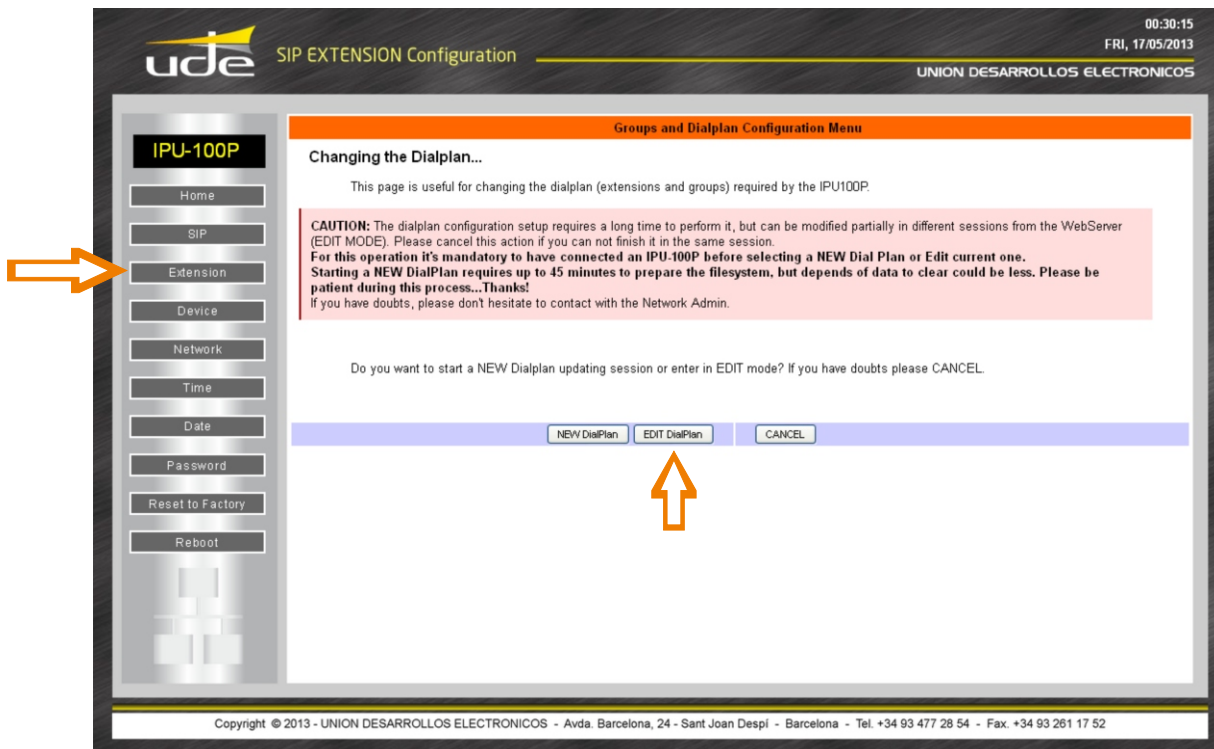 ude
SIP EXTENSION Configuration
00:30:15
FRI, 17/05/2013
UNION DESARROLLOS ELECTRONICOS
IPU-100P
Home
SIP
Extension
Device
Network
Time
Date
Password
Reset to Factory
Reboot
Groups and Dialplan Configuration Menu
Changing the Dialplan...
This page is useful for changing the dialplan (extensions and groups) required by the IPU100P.
CAUTION: The dialplan configuration setup requires a long time to perform it, but can be modified partially in different sessions from the WebServer
(EDIT MODE). Please cancel this action if you can not finish it in the same session.
For this operation it's mandatory to have connected an IPU-100P before selecting a NEW Dial Plan or Edit current one.
Starting a NEW DialPlan requires up to 45 minutes to prepare the filesystem, but depends of data to clear could be less. Please be
patient during this process...Thanks!
If you have doubts, please don't hesitate to contact with the Network Admin.
Do you want to start a NEW Dialplan updating session or enter in EDIT mode? If you have doubts please CANCEL.
NEW DialPlan EDIT DialPlan CANCEL
Copyright © 2013 - UNION DESARROLLOS ELECTRONICOS - Avda. Barcelona, 24 - Sant Joan Despí - Barcelona - Tel. +34 93 477 28 54 - Fax. +34 93 261 17 52